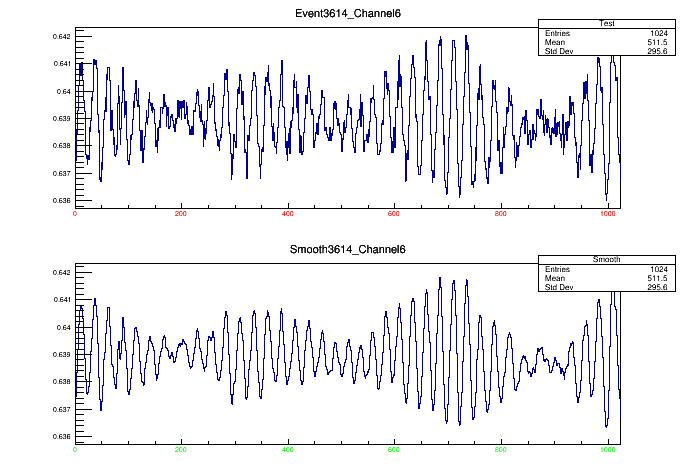 Event3614_Channel6
Test
Entries 1024
Mean 511.5
Std Dev 295.6
0.642
0.641
0.64
0.639
0.638
0.637
0.636
0 200 400 600 800 1000
Smooth3614_Channel6
Smooth
Entries 1024
Mean 511.5
Std Dev 295.6
0.642
0.641
0.64
0.639
0.638
0.637
0.636
0 200 400 600 800 1000